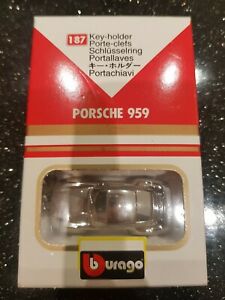 187
Key-holder
Porte-clefs
Schlüsselring
Portallaves
キー・ホルダー
Portachiavi
PORSCHE 959
burago